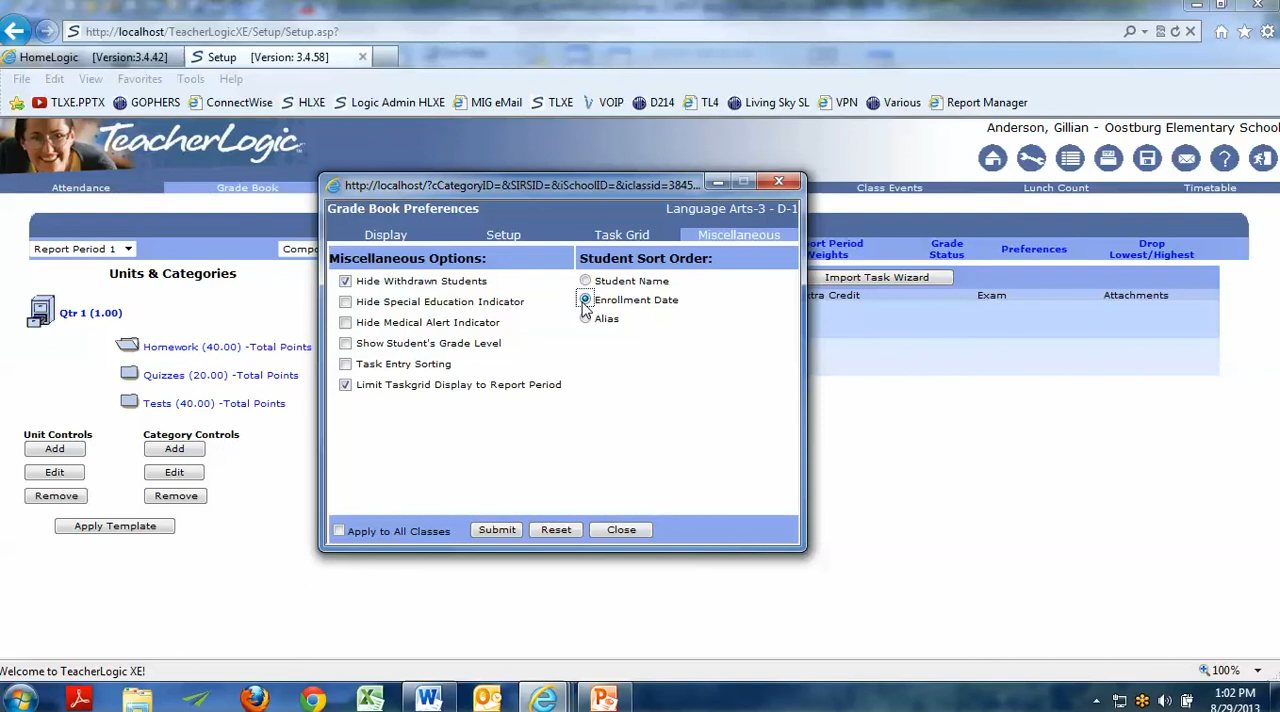 http://localhost/TeacherLogicXE/Setup/Setup.asp?
HomeLogic [Version:3.4.42]
Setup [Version: 3.4.58]
File Edit View Favorites Tools Help
TLXE.PPTX GOPHERS ConnectWise HLXE Logic Admin HLXE MIG eMail TLXE VOIP D214 TL4 Living Sky SL VPN Various Report Manager
TeacherLogic
Anderson, Gillian - Oostburg Elementary School
Attendance Grade Book Class Events Lunch Count Timetable
http://localhost/?cCategoryID=&SIRSID=&iSchoolID=&iclassid=3845...
Grade Book Preferences Language Arts-3 - D-1
Display Setup Task Grid Miscellaneous
Miscellaneous Options:
Hide Withdrawn Students
Hide Special Education Indicator
Hide Medical Alert Indicator
Show Student's Grade Level
Task Entry Sorting
Limit Taskgrid Display to Report Period
Student Sort Order:
Student Name
Enrollment Date
Alias
Apply to All Classes Submit Reset Close
Report Period 1
Compo
ort Period
Weights
Grade
Status
Preferences
Drop
Lowest/Highest
Import Task Wizard
tra Credit Exam Attachments
Units & Categories
Qtr 1 (1.00)
Homework (40.00) -Total Points
Quizzes (20.00) -Total Points
Tests (40.00) -Total Points
Unit Controls Category Controls
Add Add
Edit Edit
Remove Remove
Apply Template
Welcome to TeacherLogic XE!
100%
1:02 PM
8/29/2013